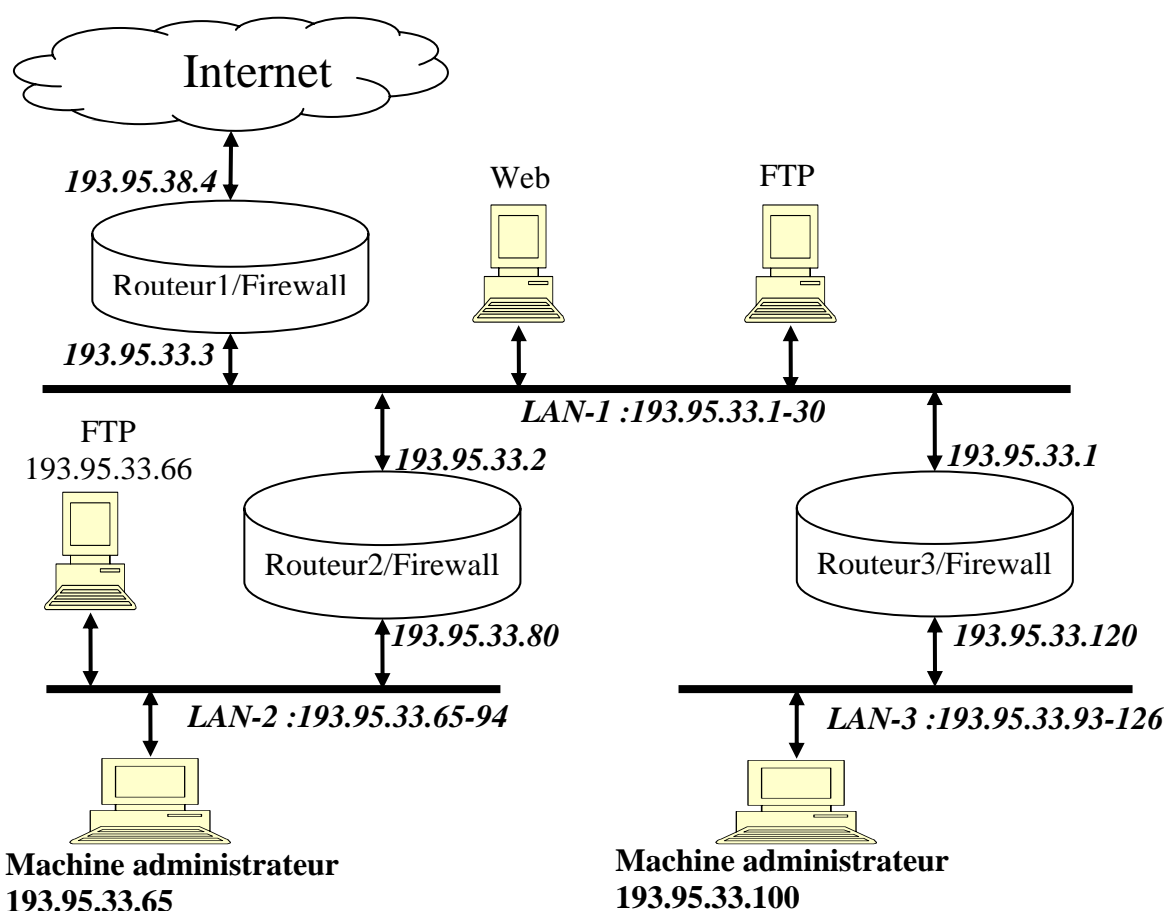 Internet
193.95.38.4
Web
FTP
Routeur1/Firewall
193.95.33.3
LAN-1 :193.95.33.1-30
FTP
193.95.33.66
193.95.33.2
193.95.33.1
Routeur2/Firewall
Routeur3/Firewall
193.95.33.80
193.95.33.120
LAN-2 :193.95.33.65-94
LAN-3 :193.95.33.93-126
Machine administrateur
193.95.33.65
Machine administrateur
193.95.33.100